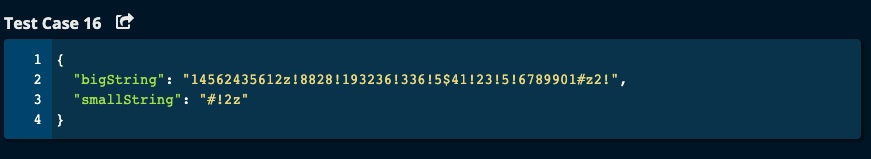 Test Case 16
1 {
2 "bigString": "14562435612z!8828!193236!336!5$41!23!5!6789901#z2!",
3 "smallString": "#!2z"
4 }